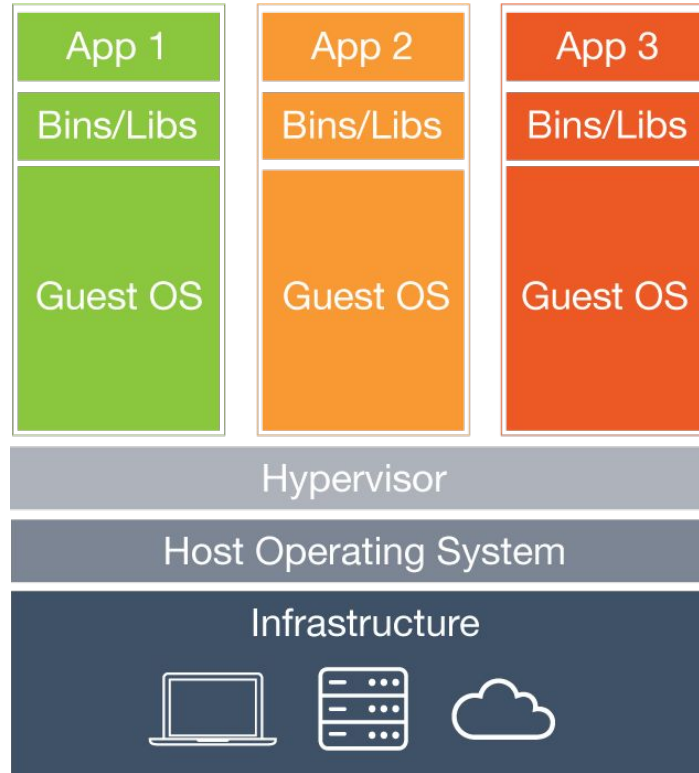 App 1 App 2 App 3
Bins/Libs Bins/Libs Bins/Libs
Guest OS Guest OS Guest OS
Hypervisor
Host Operating System
Infrastructure